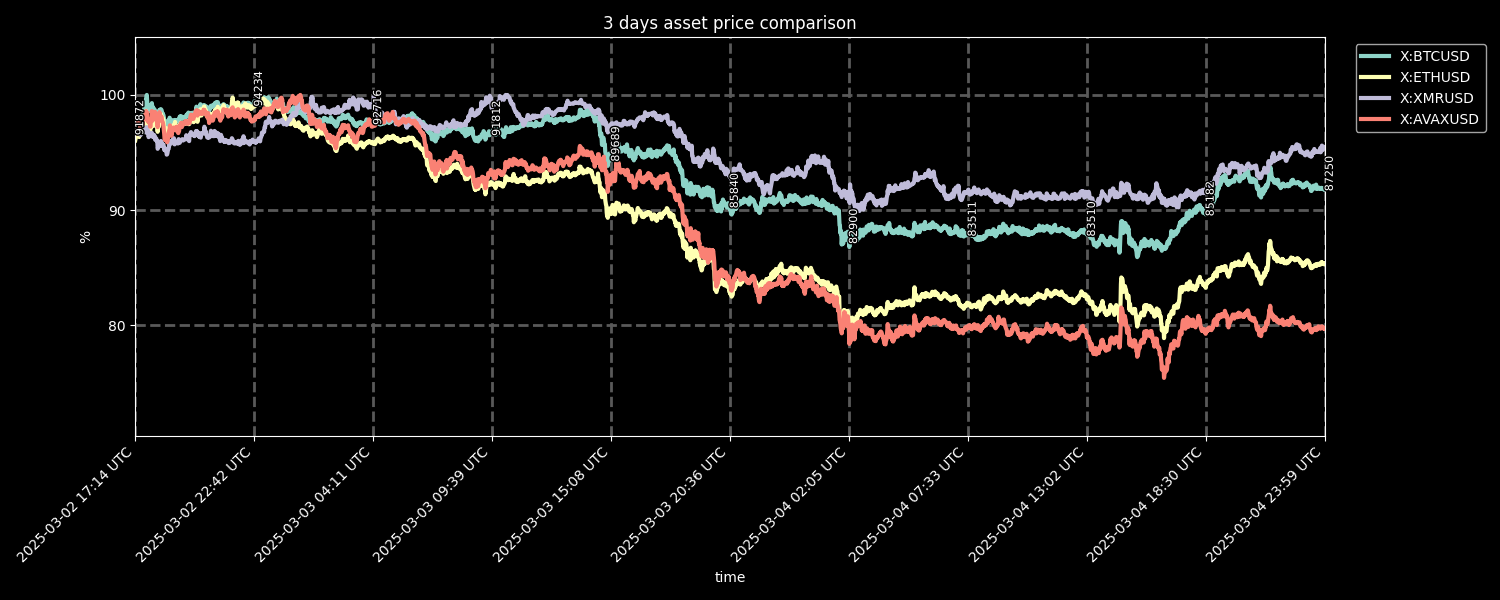 3 days asset price comparison
X:BTCUSD
X:ETHUSD
X:XMRUSD
X:AVAXUSD
100
90
80
%
91872
94234
92716
91812
89689
85840
82900
83511
83510
85182
87250
2025-03-02 17:14 UTC
2025-03-02 22:42 UTC
2025-03-03 04:11 UTC
2025-03-03 09:39 UTC
2025-03-03 15:08 UTC
2025-03-03 20:36 UTC
2025-03-04 02:05 UTC
2025-03-04 07:33 UTC
2025-03-04 13:02 UTC
2025-03-04 18:30 UTC
2025-03-04 23:59 UTC
time